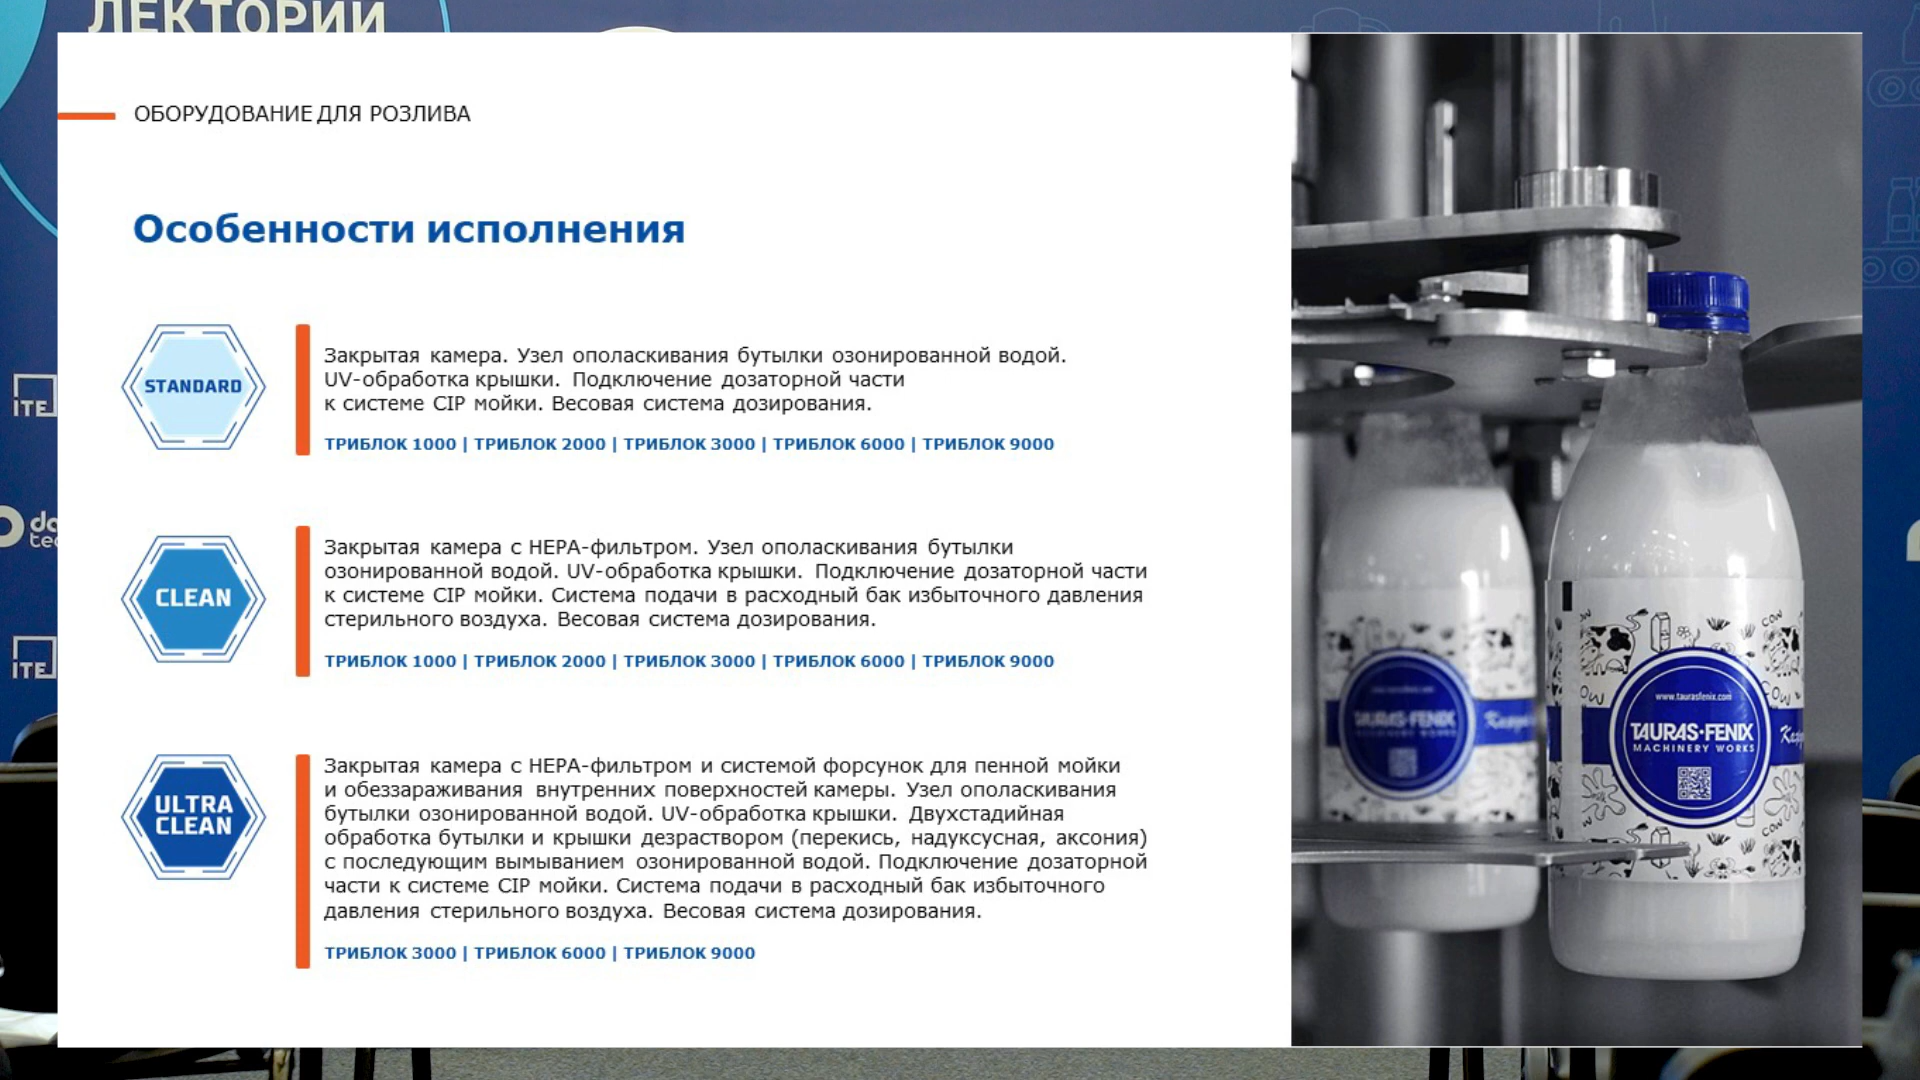 ЛЕКТОРИЙ
ОБОРУДОВАНИЕ ДЛЯ РОЗЛИВА
Особенности исполнения
STANDARD
Закрытая камера. Узел ополаскивания бутылки озонированной водой.
UV-обработка крышки. Подключение дозаторной части
к системе CIP мойки. Весовая система дозирования.
ТРИБЛОК 1000 | ТРИБЛОК 2000 | ТРИБЛОК 3000 | ТРИБЛОК 6000 | ТРИБЛОК 9000
CLEAN
Закрытая камера с HEPA-фильтром. Узел ополаскивания бутылки
озонированной водой. UV-обработка крышки. Подключение дозаторной части
к системе CIP мойки. Система подачи в расходный бак избыточного давления
стерильного воздуха. Весовая система дозирования.
ТРИБЛОК 1000 | ТРИБЛОК 2000 | ТРИБЛОК 3000 | ТРИБЛОК 6000 | ТРИБЛОК 9000
ULTRA
CLEAN
Закрытая камера с HEPA-фильтром и системой форсунок для пенной мойки
и обеззараживания внутренних поверхностей камеры. Узел ополаскивания
бутылки озонированной водой. UV-обработка крышки. Двухстадийная
обработка бутылки и крышки дезраствором (перекись, надуксусная, аксония)
с последующим вымыванием озонированной водой. Подключение дозаторной
части к системе CIP мойки. Система подачи в расходный бак избыточного
давления стерильного воздуха. Весовая система дозирования.
ТРИБЛОК 3000 | ТРИБЛОК 6000 | ТРИБЛОК 9000
www.taurasfenix.com
TAURAS-FENIX
MACHINERY WORKS
TAURAS-FENIX
MACHINERY WORKS
COW
COW
COW
COW
ITE
ITE